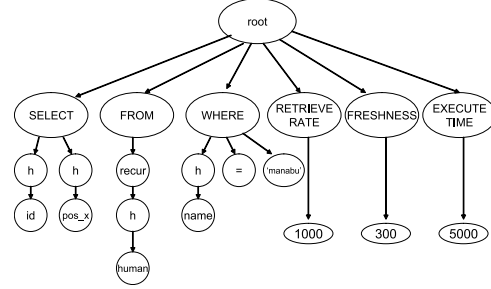 root
SELECT FROM WHERE RETRIEVE RATE FRESHNESS EXECUTE TIME
h h recur h = 'manabu'
id pos_x h name 1000 300 5000
human